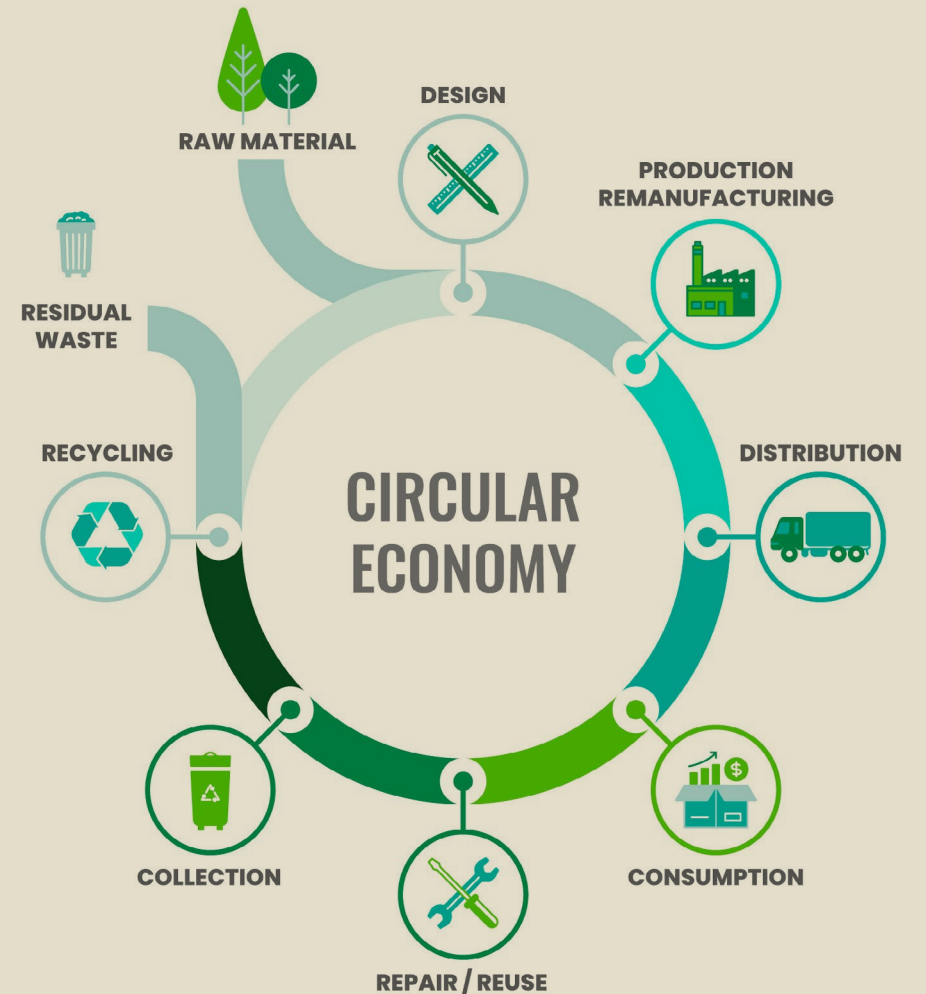 RAW MATERIAL
DESIGN
PRODUCTION
REMANUFACTURING
DISTRIBUTION
CONSUMPTION
REPAIR / REUSE
COLLECTION
RECYCLING
RESIDUAL
WASTE
CIRCULAR
ECONOMY
$